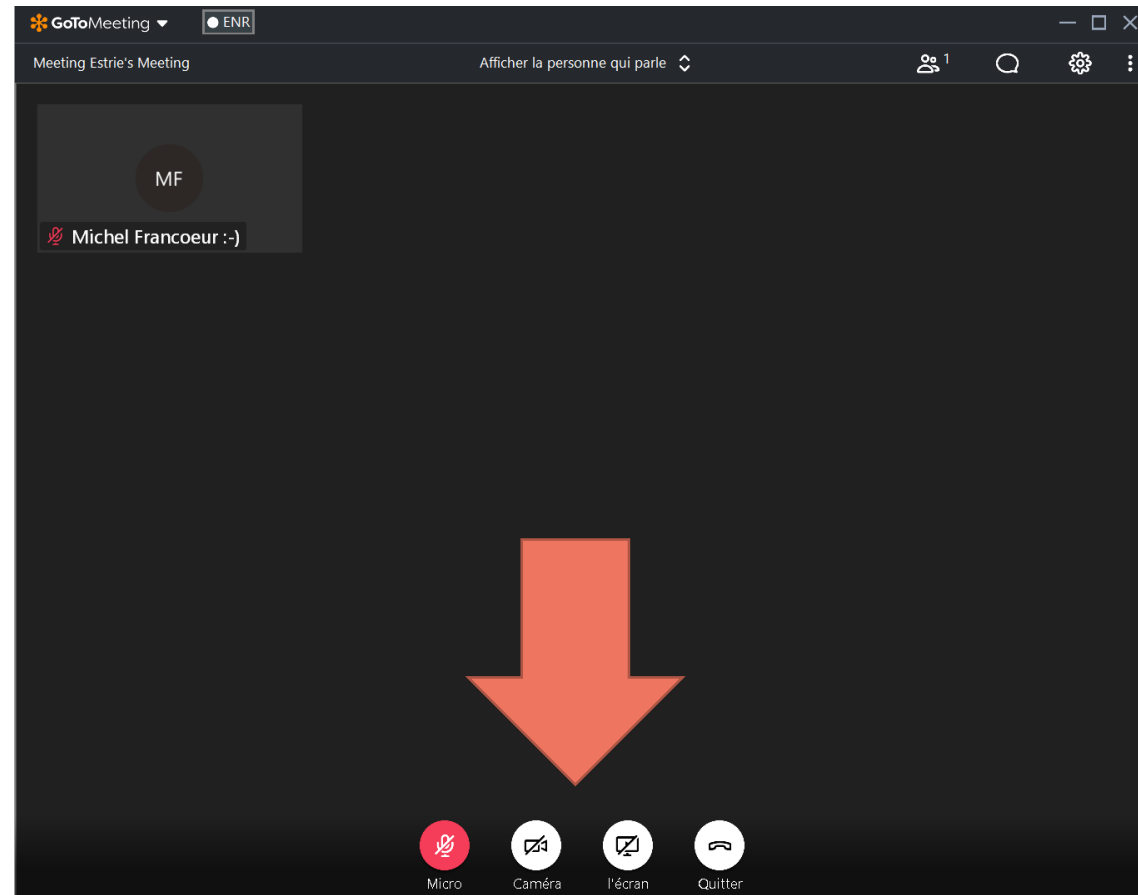 GoToMeeting
ENR
Meeting Estrie's Meeting
Afficher la personne qui parle
1
MF
Michel Francoeur :-)
Micro
Caméra
l'écran
Quitter